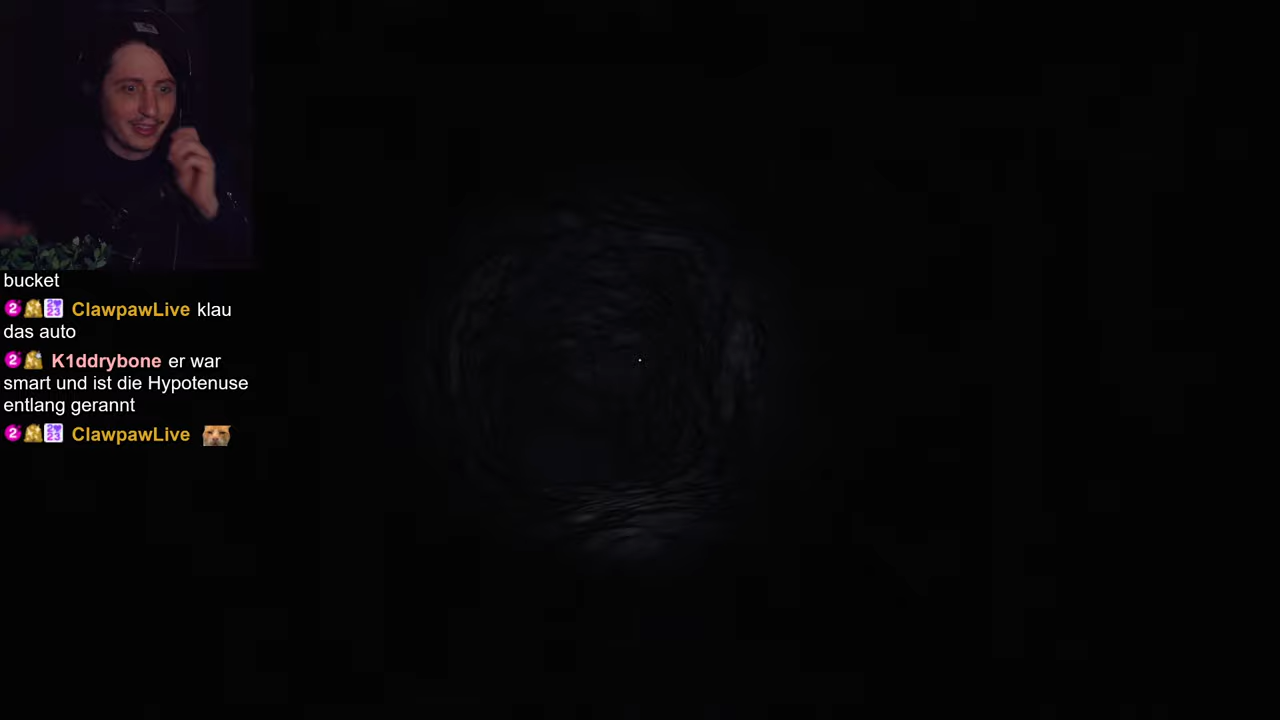 bucket
ClawpawLive klau
das auto
K1ddrybone er war
smart und ist die Hypotenuse
entlang gerannt
ClawpawLive